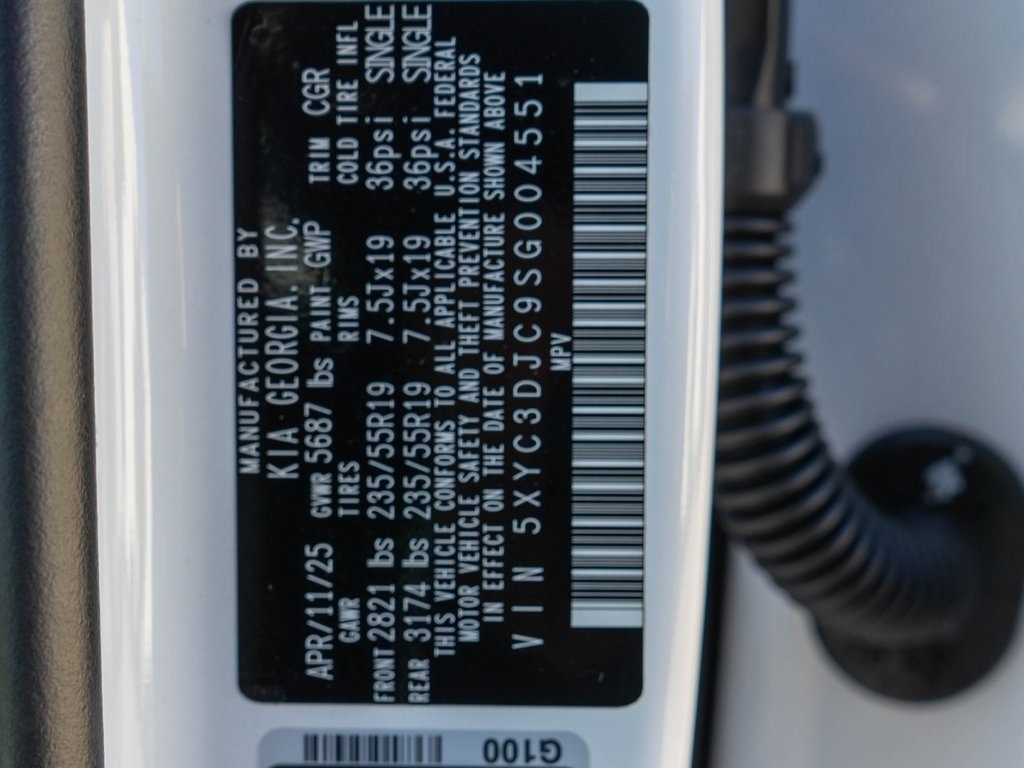 MANUFACTURED BY
KIA GEORGIA. INC.
APR/11/25 GVWR 5687 lbs PAINT GWP TRIM CGR
GAWR TIRES RIMS COLD TIRE INFL
FRONT 2821 lbs 235/55R19 7.5Jx19 36psi SINGLE
REAR 3174 lbs 235/55R19 7.5Jx19 36psi SINGLE
THIS VEHICLE CONFORMS TO ALL APPLICABLE U.S.A. FEDERAL
MOTOR VEHICLE SAFETY AND THEFT PREVENTION STANDARDS
IN EFFECT ON THE DATE OF MANUFACTURE SHOWN ABOVE
VIN 5XYC3DJC9SG004551
MPV
G100